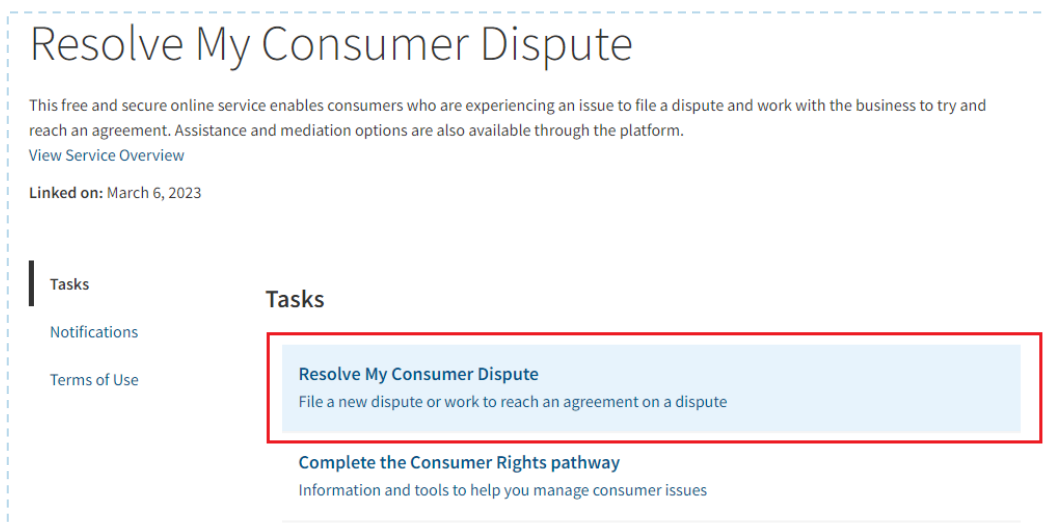 Resolve My Consumer Dispute
This free and secure online service enables consumers who are experiencing an issue to file a dispute and work with the business to try and
reach an agreement. Assistance and mediation options are also available through the platform.
View Service Overview
Linked on: March 6, 2023
Tasks
Notifications
Terms of Use
Tasks
Resolve My Consumer Dispute
File a new dispute or work to reach an agreement on a dispute
Complete the Consumer Rights pathway
Information and tools to help you manage consumer issues